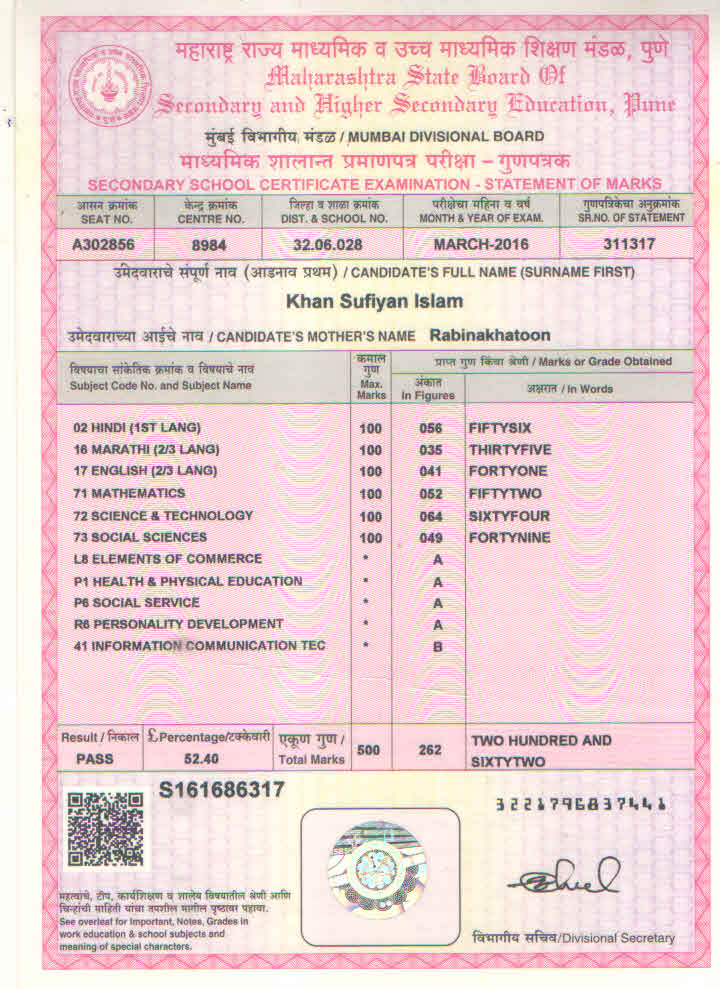 महाराष्ट्र राज्य माध्यमिक व उच्च माध्यमिक शिक्षण मंडळ, पुणे
Maharashtra State Board Of
Secondary and Higher Secondary Education, Pune
मुंबई विभागीय मंडळ / MUMBAI DIVISIONAL BOARD
माध्यमिक शालान्त प्रमाणपत्र परीक्षा – गुणपत्रक
SECONDARY SCHOOL CERTIFICATE EXAMINATION - STATEMENT OF MARKS
आसन क्रमांक केन्द्र क्रमांक जिल्हा व शाळा क्रमांक परीक्षेचा महिना व वर्ष गुणपत्रिकेचा अनुक्रमांक
SEAT NO. CENTRE NO. DIST. & SCHOOL NO. MONTH & YEAR OF EXAM. SR.NO. OF STATEMENT
A302856 8984 32.06.028 MARCH-2016 311317
उमेदवाराचे संपूर्ण नाव (आडनाव प्रथम) / CANDIDATE'S FULL NAME (SURNAME FIRST)
Khan Sufiyan Islam
उमेदवाराच्या आईचे नाव / CANDIDATE'S MOTHER'S NAME Rabinakhatoon
विषयाचा सांकेतिक क्रमांक व विषयाचे नाव
Subject Code No. and Subject Name
कमाल
गुण
Max.
Marks
प्राप्त गुण किंवा श्रेणी / Marks or Grade Obtained
अंकात
In Figures
अक्षरात / In Words
02 HINDI (1ST LANG) 100 056 FIFTYSIX
16 MARATHI (2/3 LANG) 100 035 THIRTYFIVE
17 ENGLISH (2/3 LANG) 100 041 FORTYONE
71 MATHEMATICS 100 052 FIFTYTWO
72 SCIENCE & TECHNOLOGY 100 064 SIXTYFOUR
73 SOCIAL SCIENCES 100 049 FORTYNINE
L8 ELEMENTS OF COMMERCE * A
P1 HEALTH & PHYSICAL EDUCATION * A
P6 SOCIAL SERVICE * A
R6 PERSONALITY DEVELOPMENT * A
41 INFORMATION COMMUNICATION TEC * B
Result / निकाल £Percentage/टक्केवारी एकूण गुण /
PASS 52.40 Total Marks 500 262 TWO HUNDRED AND
SIXTYTWO
S161686317
3221796837441
महत्वाचे, टीप, कार्यशिक्षण व शालेय विषयातील श्रेणी आणि
चिन्हांची माहिती यांचा तपशील मागील पृष्ठावर पहावा.
See overleaf for Important, Notes, Grades in
work education & school subjects and
meaning of special characters.
विभागीय सचिव/Divisional Secretary